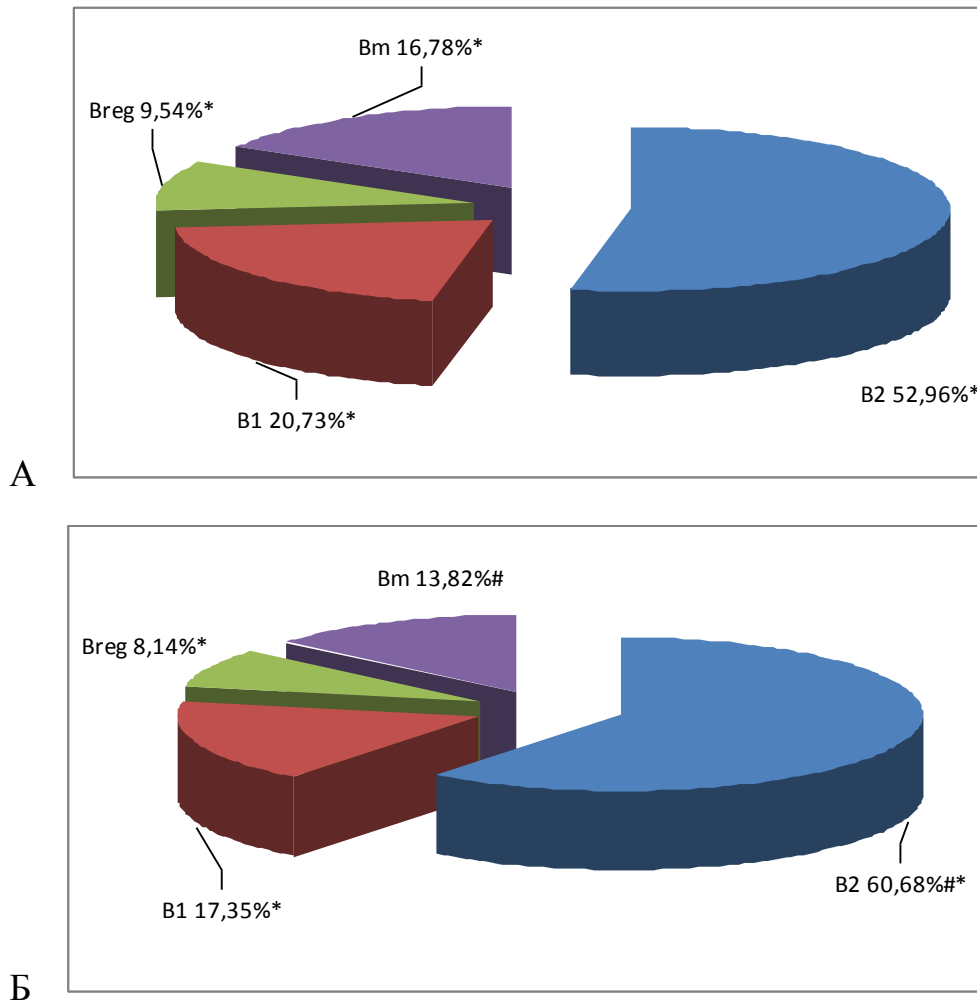 Bm 16,78%*
Breg 9,54%*
B2 52,96%*
B1 20,73%*
А
Bm 13,82%#
Breg 8,14%*
B2 60,68%#*
B1 17,35%*
Б